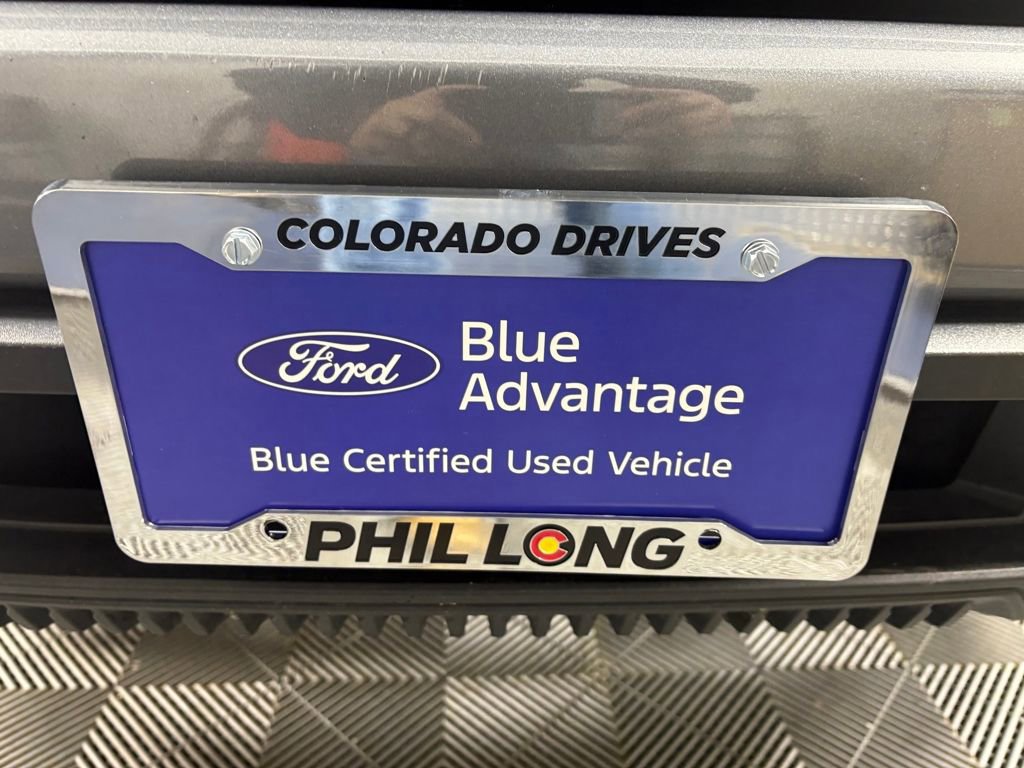 COLORADO DRIVES
Ford
Blue
Advantage
Blue Certified Used Vehicle
PHIL LONG